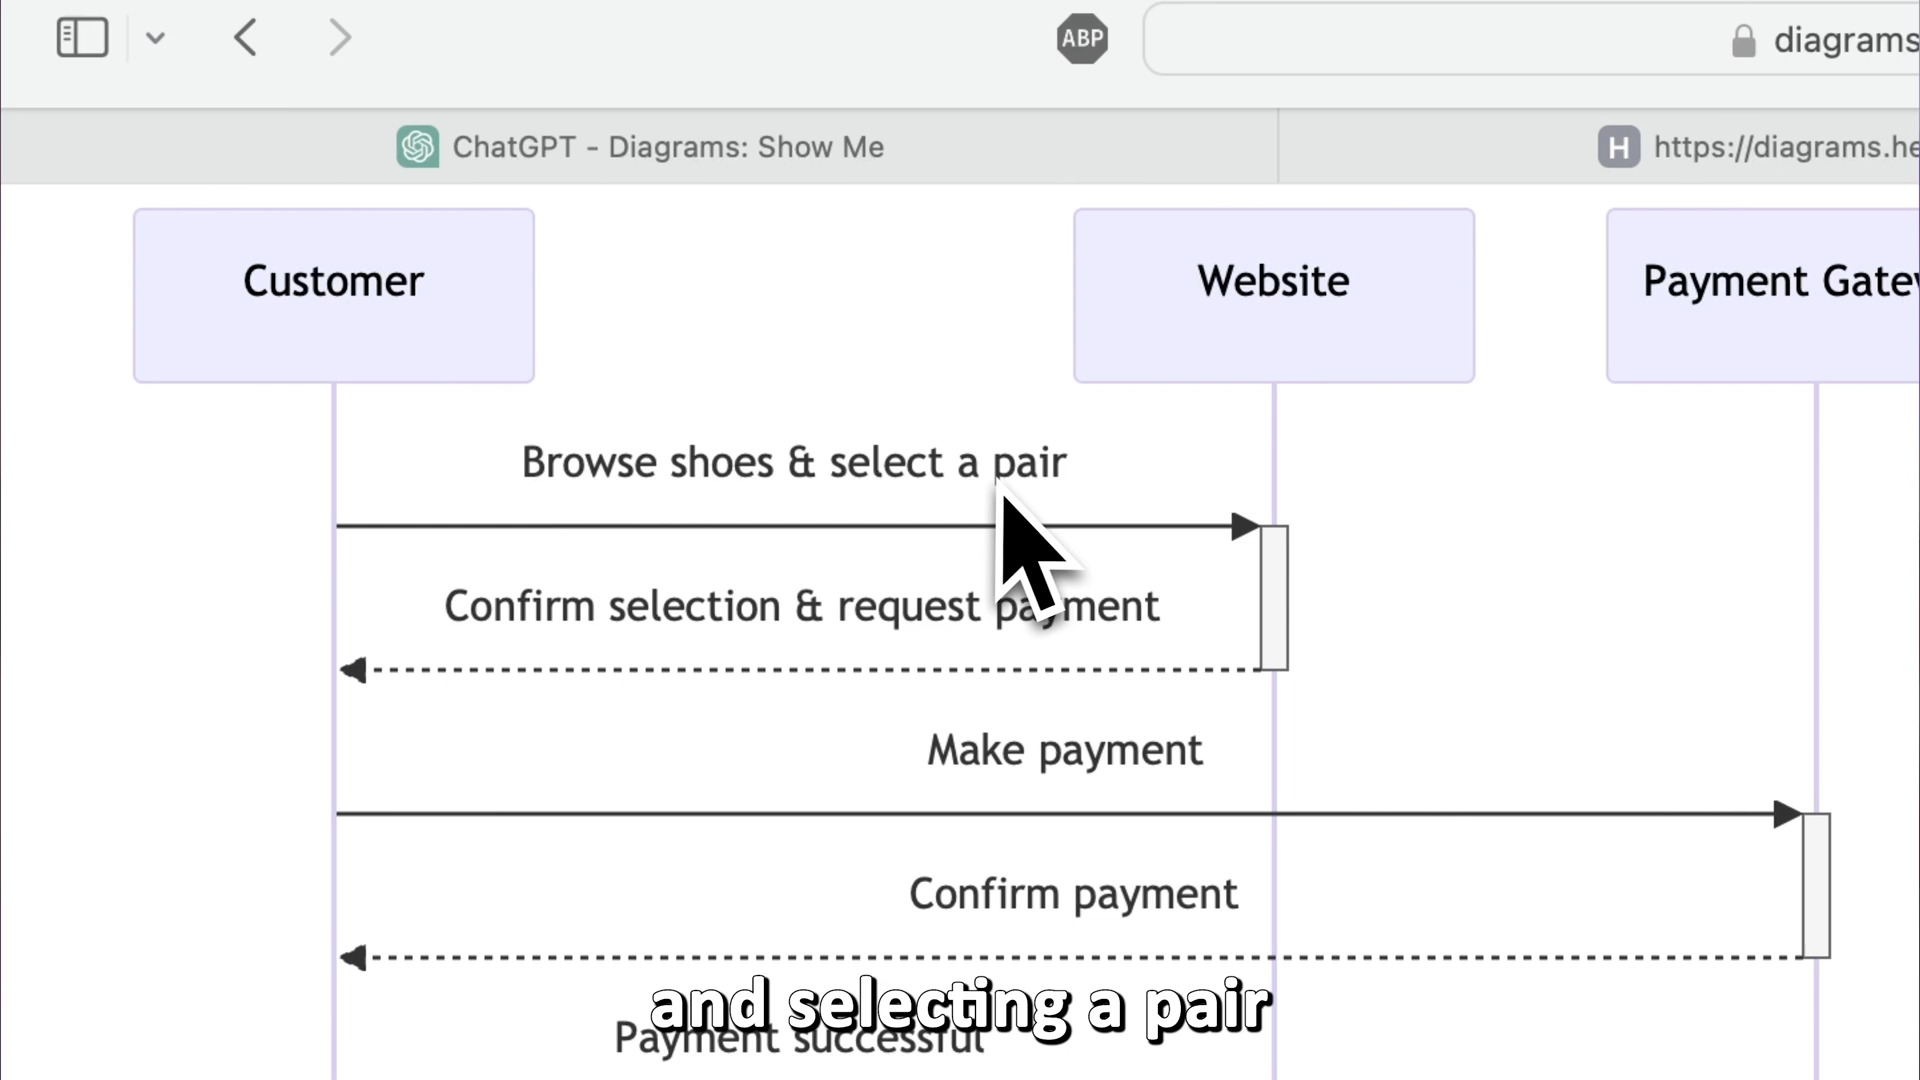 ABP
diagrams
ChatGPT - Diagrams: Show Me
H https://diagrams.he
Customer
Website
Payment Gatew
Browse shoes & select a pair
Confirm selection & request payment
Make payment
Confirm payment
and selecting a pair
Payment successful